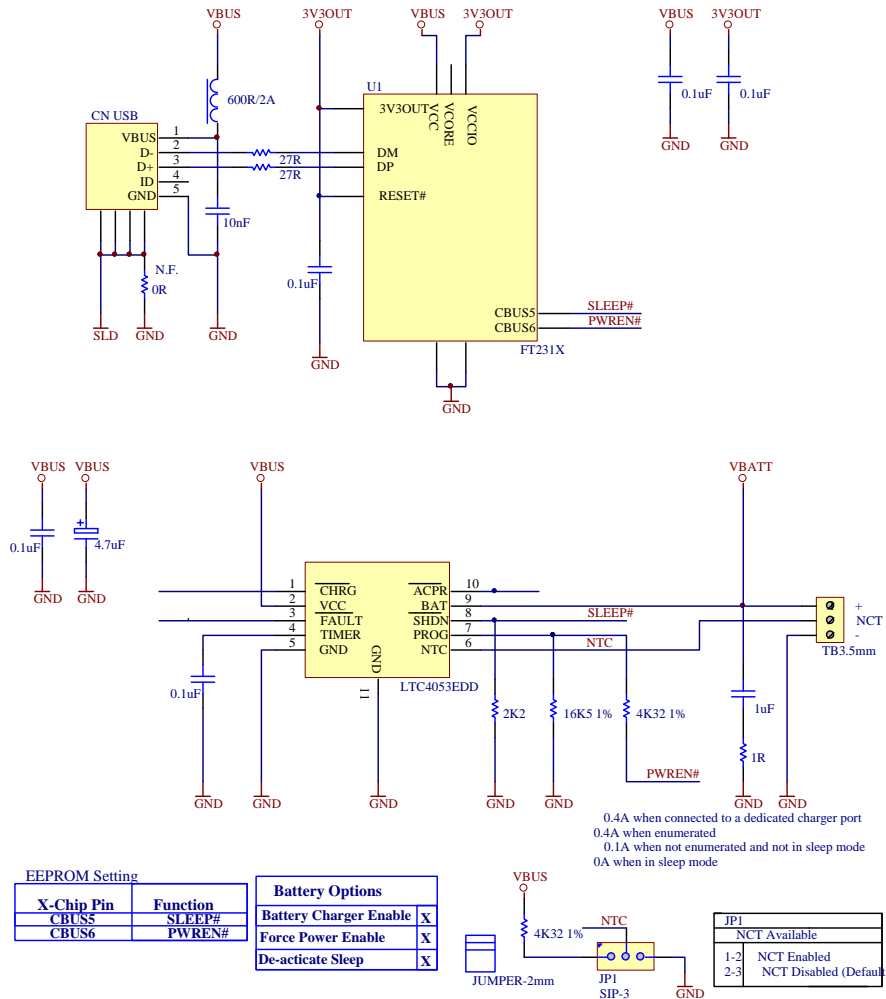 VBUS 3V3OUT VBUS 3V3OUT VBUS 3V3OUT
600R/2A
U1
0.1uF 0.1uF
GND GND
CN USB
VBUS 1
D- 2
D+ 3
ID 4
GND 5
27R
27R
10nF
3V3OUT
VCC
VCORE
VCCIO
DM
DP
RESET#
N.F.
0R
0.1uF
CBUS5 SLEEP#
CBUS6 PWREN#
SLD GND GND
FT231X
GND
GND
VBUS VBUS VBUS VBATT
0.1uF
+
4.7uF
GND GND
1 CHRG ACPR 10
2 VCC BAT 9
3 FAULT SHDN 8 SLEEP#
4 TIMER PROG 7
5 GND NTC 6 NTC
GND
11
LTC4053EDD
+
NCT
-
TB3.5mm
0.1uF
2K2
16K5 1%
4K32 1%
1uF
1R
PWREN#
GND GND GND GND GND GND GND
0.4A when connected to a dedicated charger port
0.4A when enumerated
0.1A when not enumerated and not in sleep mode
0A when in sleep mode
EEPROM Setting
X-Chip Pin Function
CBUS5 SLEEP#
CBUS6 PWREN#
Battery Options
Battery Charger Enable X
Force Power Enable X
De-acticate Sleep X
JUMPER-2mm
VBUS
4K32 1%
NTC
JP1
SIP-3
GND
JP1
NCT Available
1-2 NCT Enabled
2-3 NCT Disabled (Default